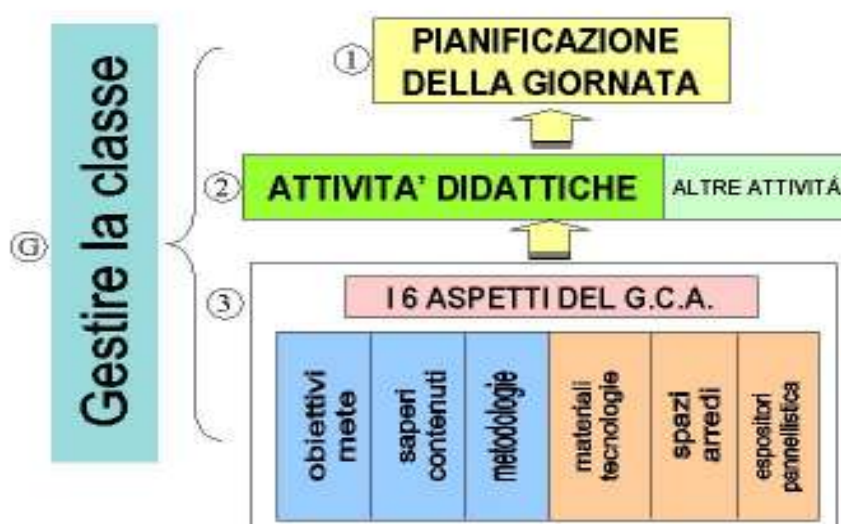 Gestire la classe
G
1
PIANIFICAZIONE
DELLA GIORNATA
2
ATTIVITA' DIDATTICHE
ALTRE ATTIVITÁ
3
I 6 ASPETTI DEL G.C.A.
obiettivi
mete
saperi
contenuti
metodologie
materiali
tecnologie
spazi
arredi
espositori
pannellistica